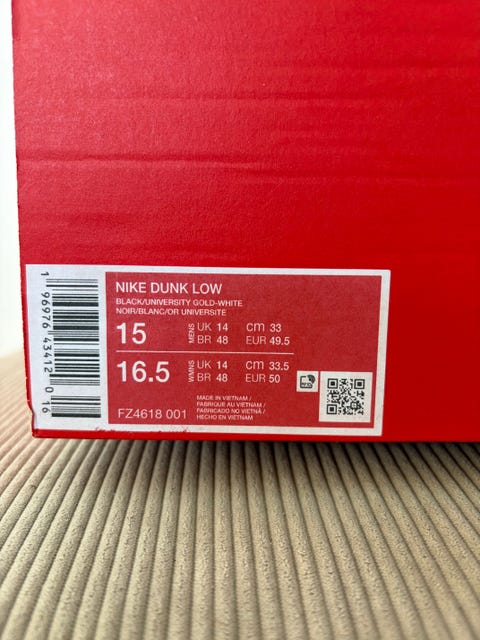 NIKE DUNK LOW
BLACK/UNIVERSITY GOLD-WHITE
NOIR/BLANC/OR UNIVERSITE
15 MENS UK 14 cm 33
BR 48 EUR 49.5
16.5 WMNS UK 14 cm 33.5
BR 48 EUR 50
MADE IN VIETNAM /
FABRIQUE AU VIETNAM /
FABRICADO NO VIETNÃ /
HECHO EN VIETNAM
FZ4618 001
1 96976 43412 0 16